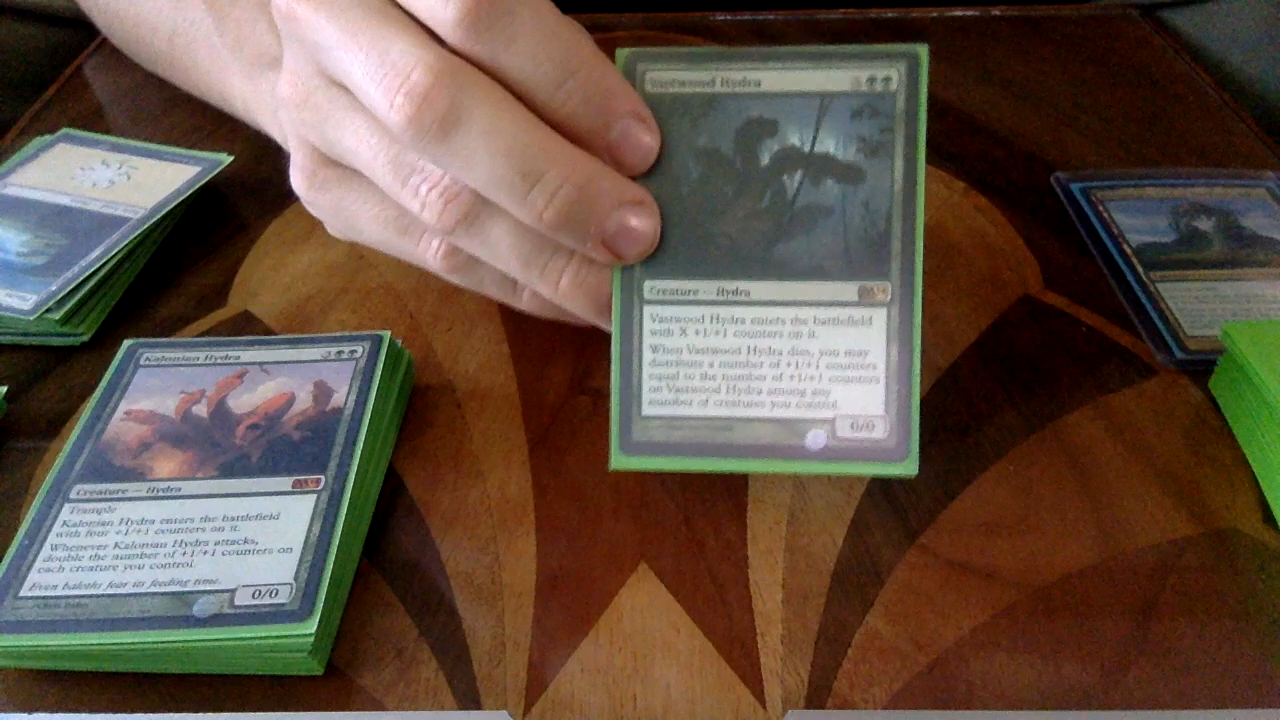 Vastwood Hydra
Creature — Hydra
Vastwood Hydra enters the battlefield
with X +1/+1 counters on it.
When Vastwood Hydra dies, you may
distribute a number of +1/+1 counters
equal to the number of +1/+1 counters
on Vastwood Hydra among any
number of creatures you control.
0/0
Kalonian Hydra 3
Creature — Hydra
Trample
Kalonian Hydra enters the battlefield
with four +1/+1 counters on it.
Whenever Kalonian Hydra attacks,
double the number of +1/+1 counters on
each creature you control.
Even baloths fear its feeding time.
0/0